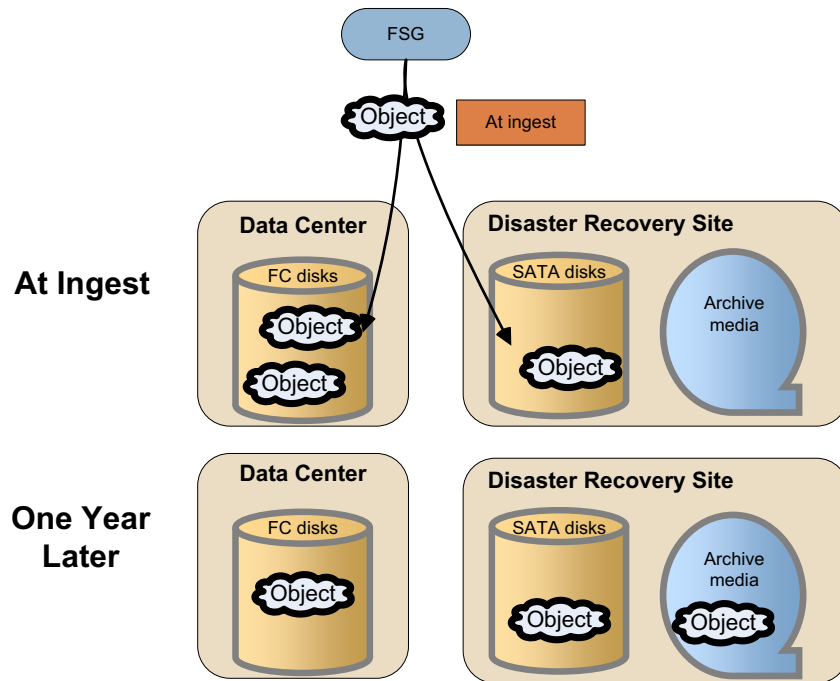 FSG
Object
At ingest
At Ingest
Data Center
FC disks
Object
Object
Disaster Recovery Site
SATA disks
Object
Archive
media
One Year
Later
Data Center
FC disks
Object
Disaster Recovery Site
SATA disks
Object
Archive
media
Object